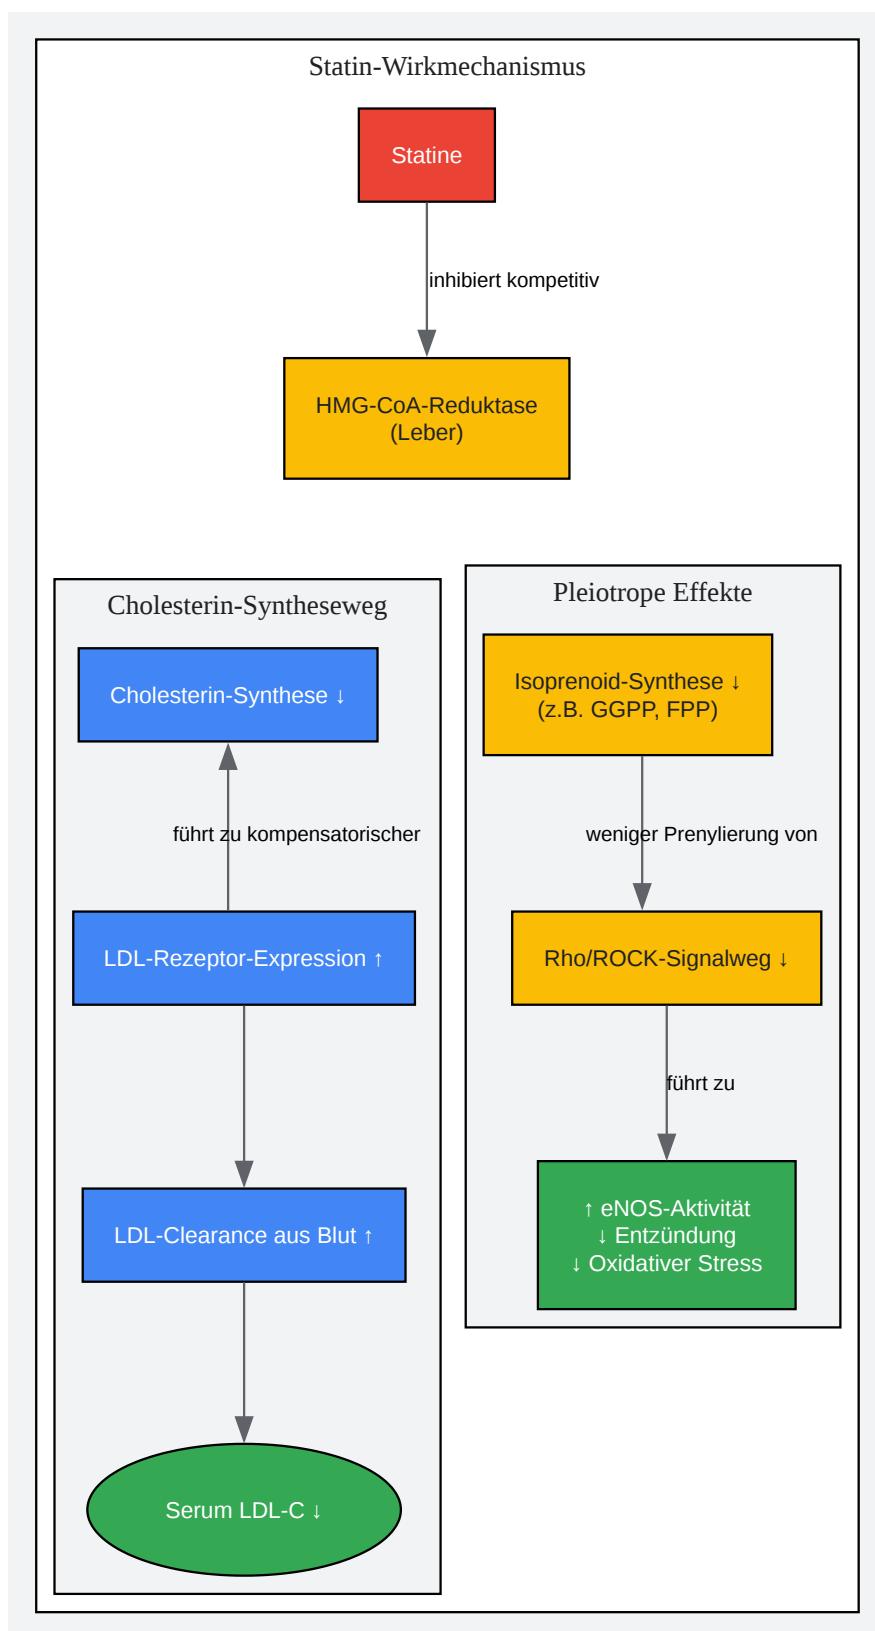 Statin-Wirkmechanismus
Statine
inhibiert kompetitiv
HMG-CoA-Reduktase
(Leber)
Cholesterin-Syntheseweg
Cholesterin-Synthese ↓
führt zu kompensatorischer
LDL-Rezeptor-Expression ↑
LDL-Clearance aus Blut ↑
Serum LDL-C ↓
Pleiotrope Effekte
Isoprenoid-Synthese ↓
(z.B. GGPP, FPP)
weniger Prenylierung von
Rho/ROCK-Signalweg ↓
führt zu
↑ eNOS-Aktivität
↓ Entzündung
↓ Oxidativer Stress